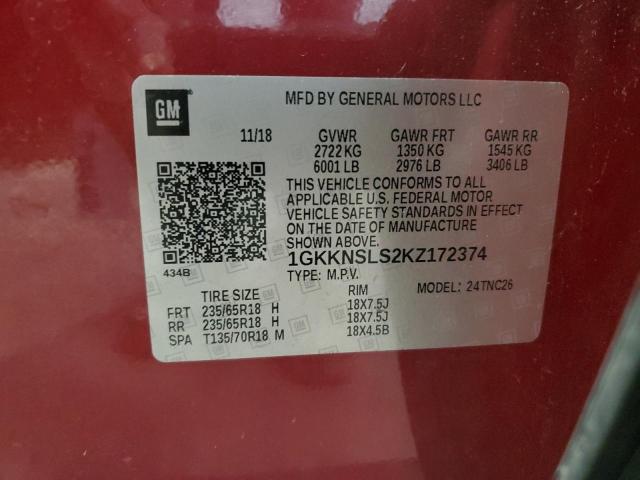 GM
MFD BY GENERAL MOTORS LLC
11/18 GVWR GAWR FRT GAWR RR
2722 KG 1350 KG 1545 KG
6001 LB 2976 LB 3406 LB
THIS VEHICLE CONFORMS TO ALL
APPLICABLE U.S. FEDERAL MOTOR
VEHICLE SAFETY STANDARDS IN EFFECT
ON THE DATE OF MANUFACTURE
SHOWN ABOVE.
434B
1GKKNSLS2KZ172374
TYPE: M.P.V. MODEL: 24TNC26
TIRE SIZE RIM
FRT 235/65R18 H 18X7.5J
RR 235/65R18 H 18X7.5J
SPA T135/70R18 M 18X4.5B